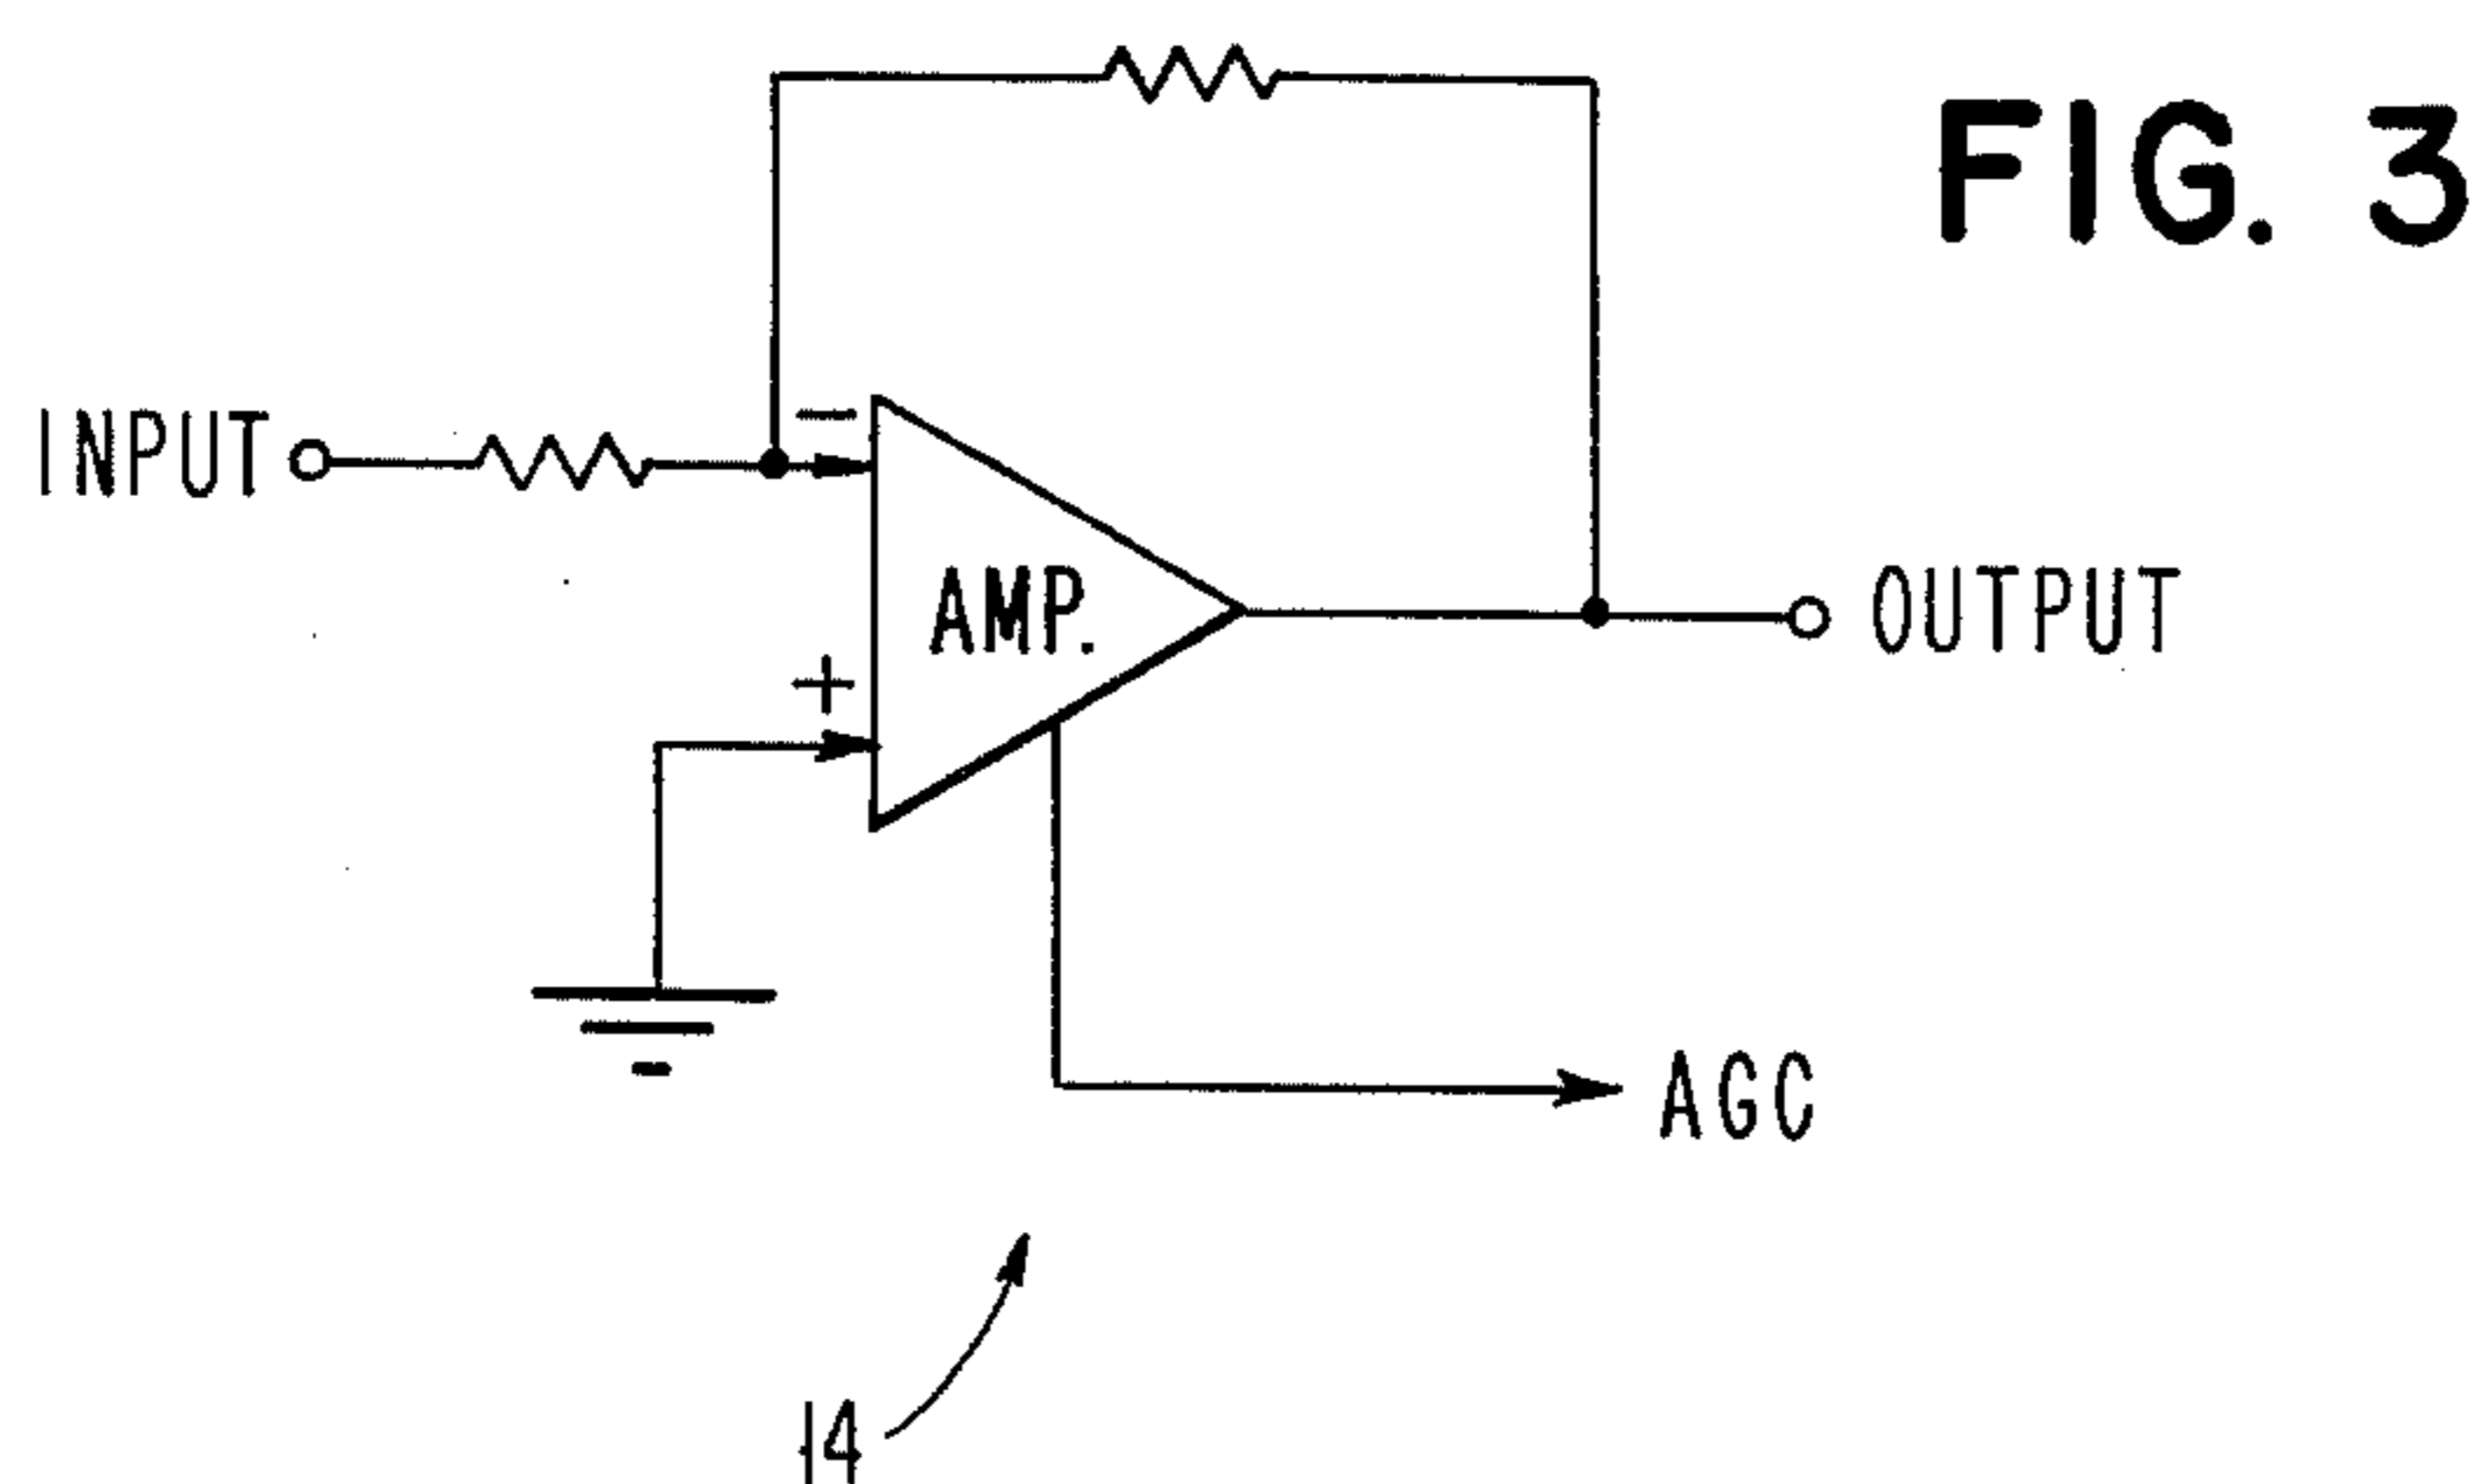 FIG. 3
INPUT
−
AMP.
+
OUTPUT
AGC
14